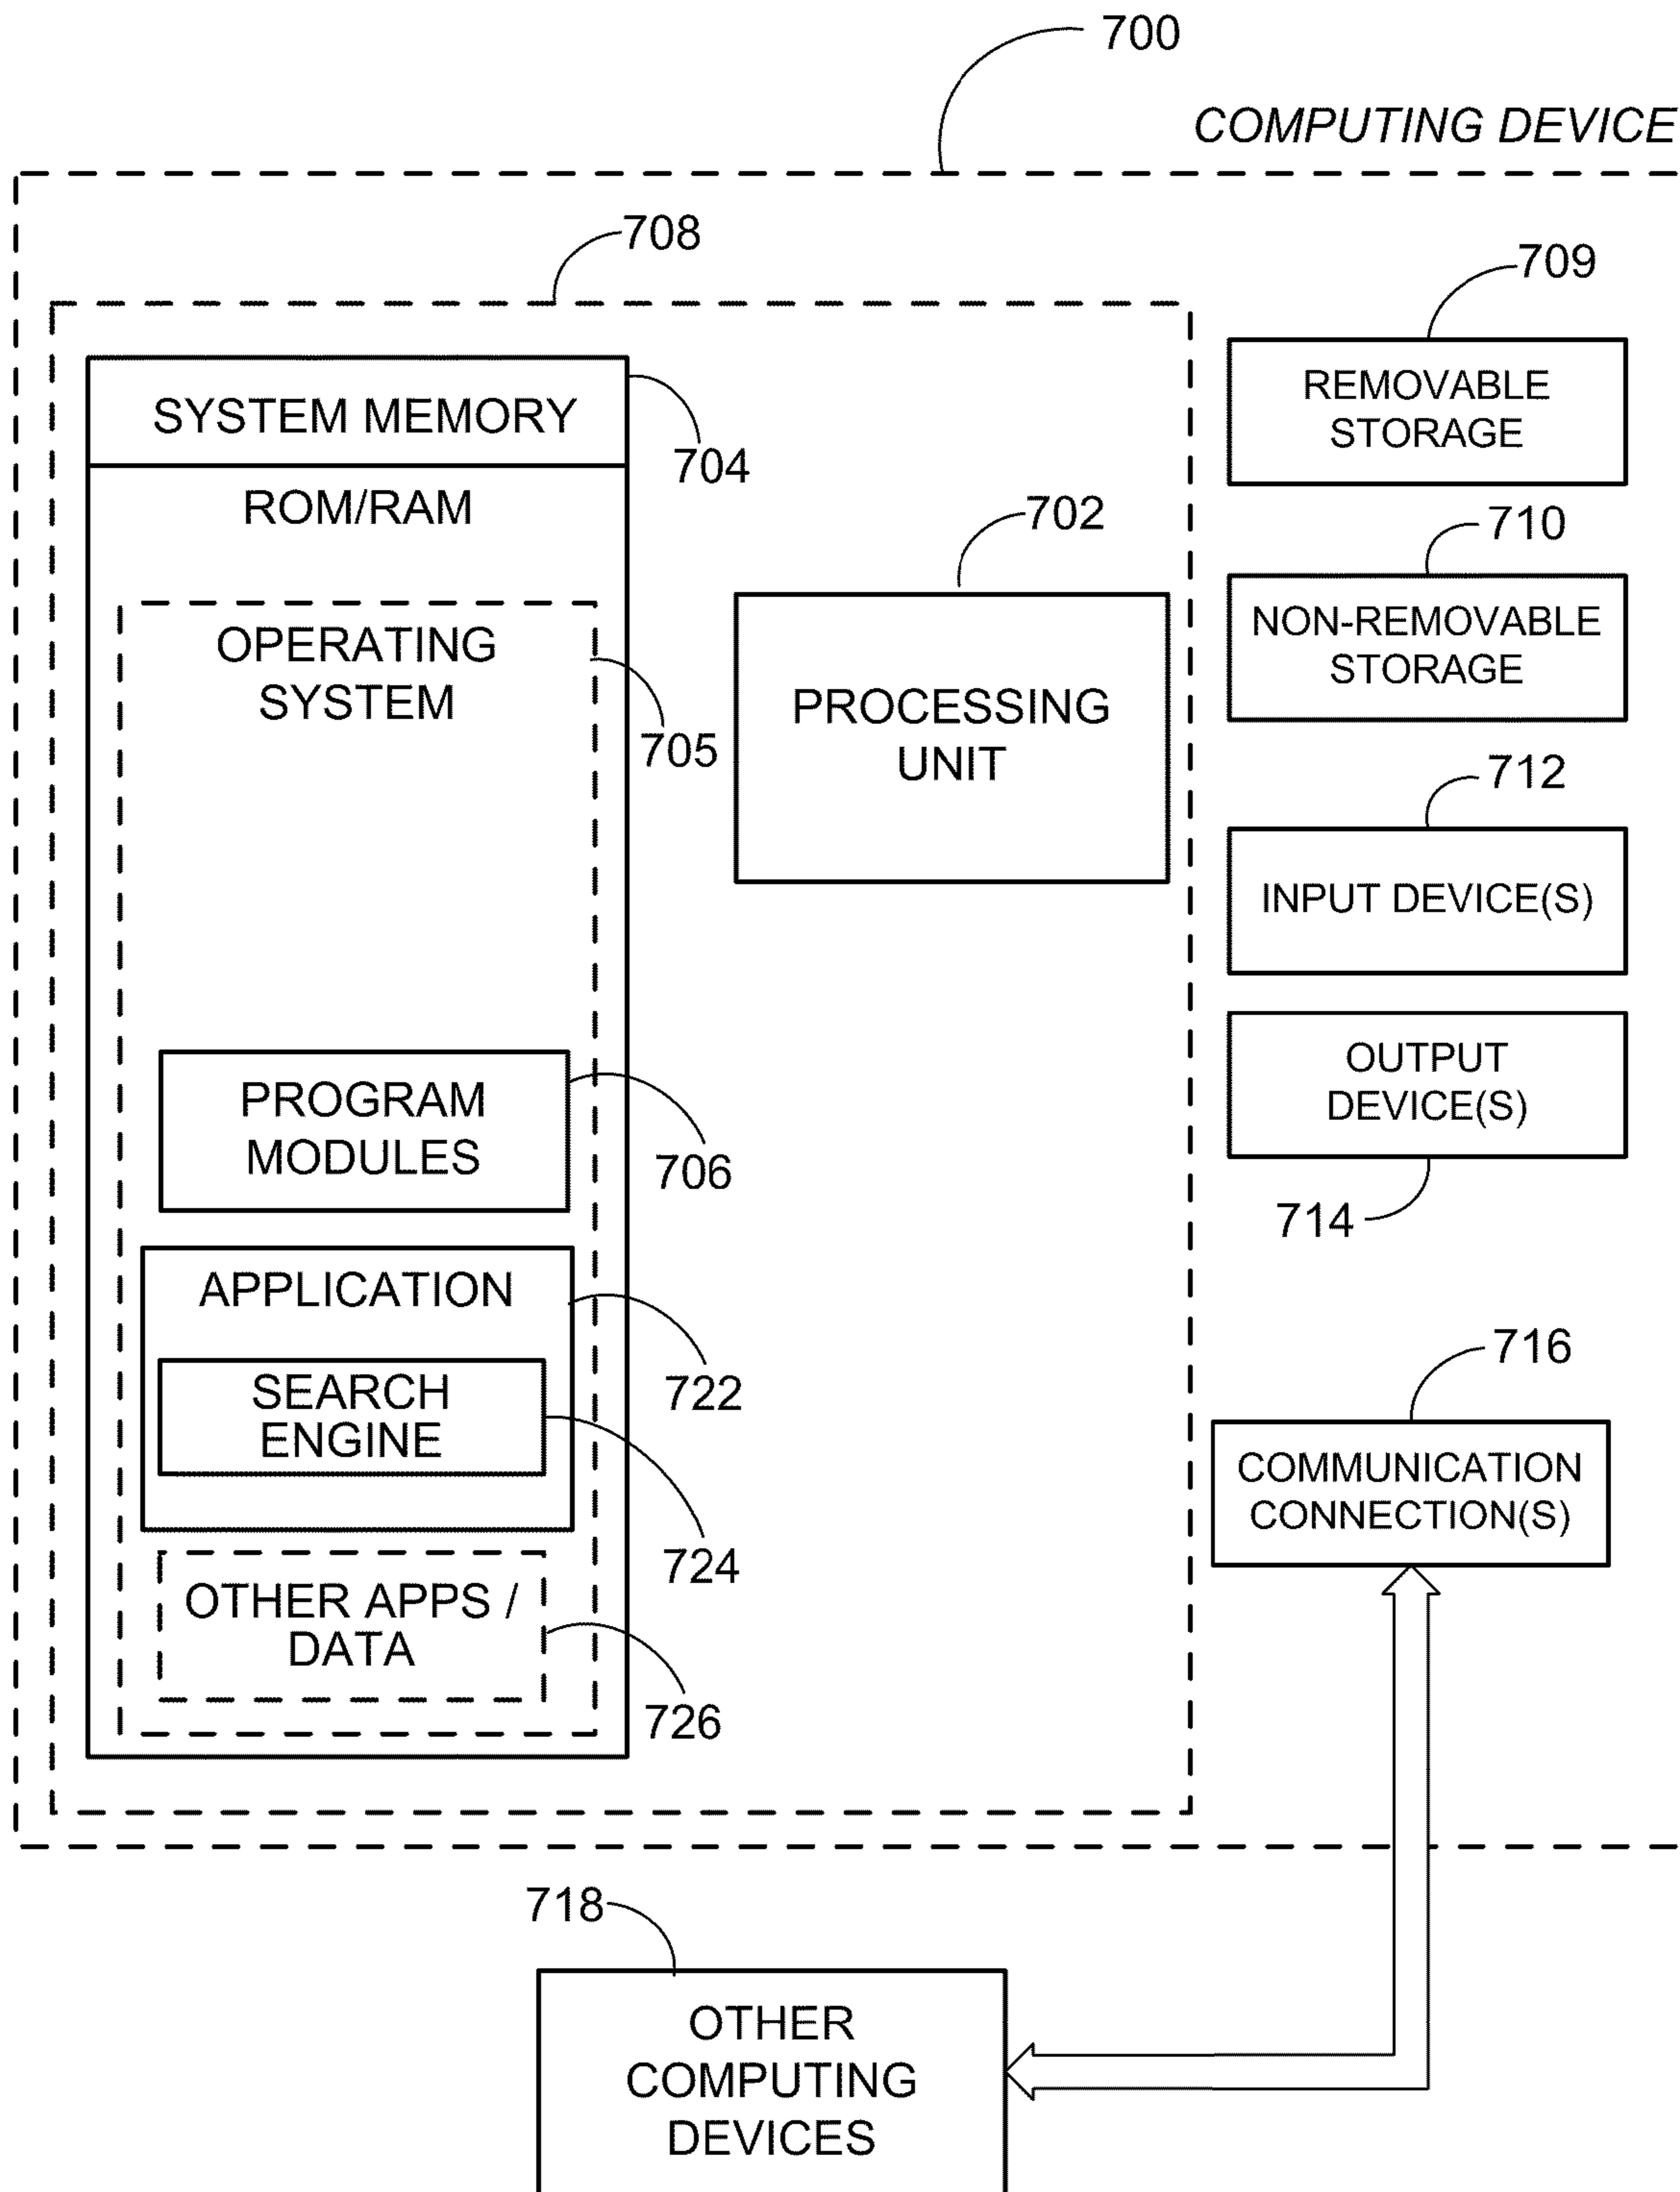 700
COMPUTING DEVICE
708
709
SYSTEM MEMORY
704
ROM/RAM
OPERATING
SYSTEM
705
PROGRAM
MODULES
706
APPLICATION
722
SEARCH
ENGINE
724
OTHER APPS /
DATA
726
702
PROCESSING
UNIT
REMOVABLE
STORAGE
710
NON-REMOVABLE
STORAGE
712
INPUT DEVICE(S)
OUTPUT
DEVICE(S)
714
716
COMMUNICATION
CONNECTION(S)
718
OTHER
COMPUTING
DEVICES